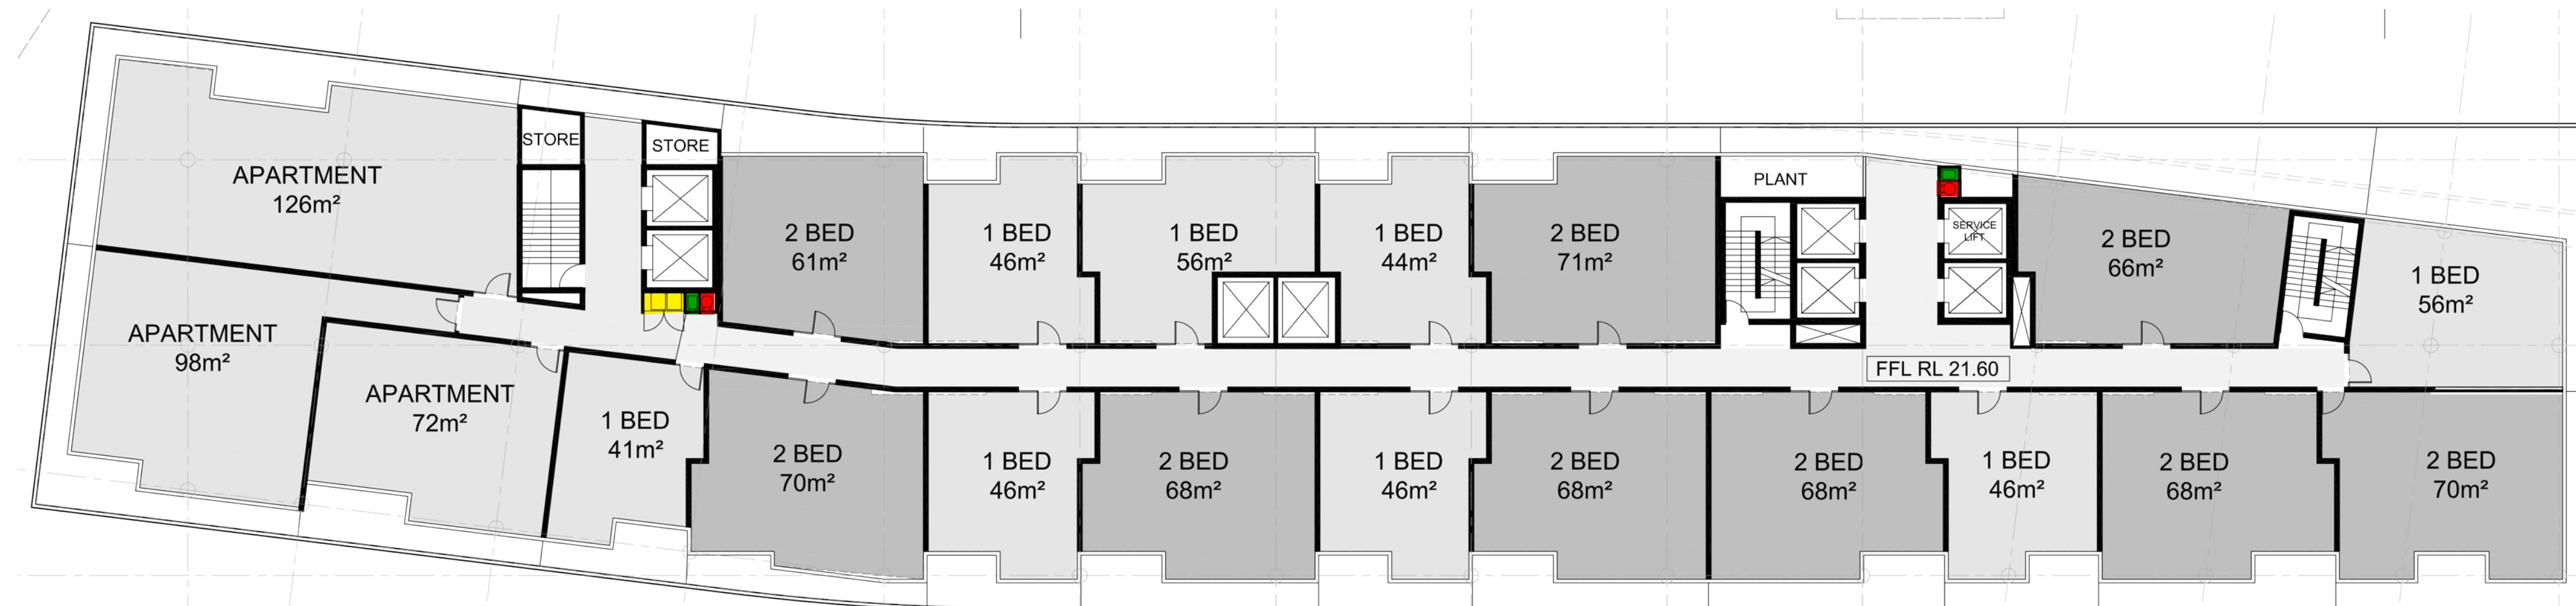 STORE
STORE
APARTMENT
126m²
PLANT
2 BED
61m²
1 BED
46m²
1 BED
56m²
1 BED
44m²
2 BED
71m²
SERVICE
LIFT
2 BED
66m²
1 BED
56m²
APARTMENT
98m²
APARTMENT
72m²
FFL RL 21.60
1 BED
41m²
2 BED
70m²
1 BED
46m²
2 BED
68m²
1 BED
46m²
2 BED
68m²
2 BED
68m²
1 BED
46m²
2 BED
68m²
2 BED
70m²